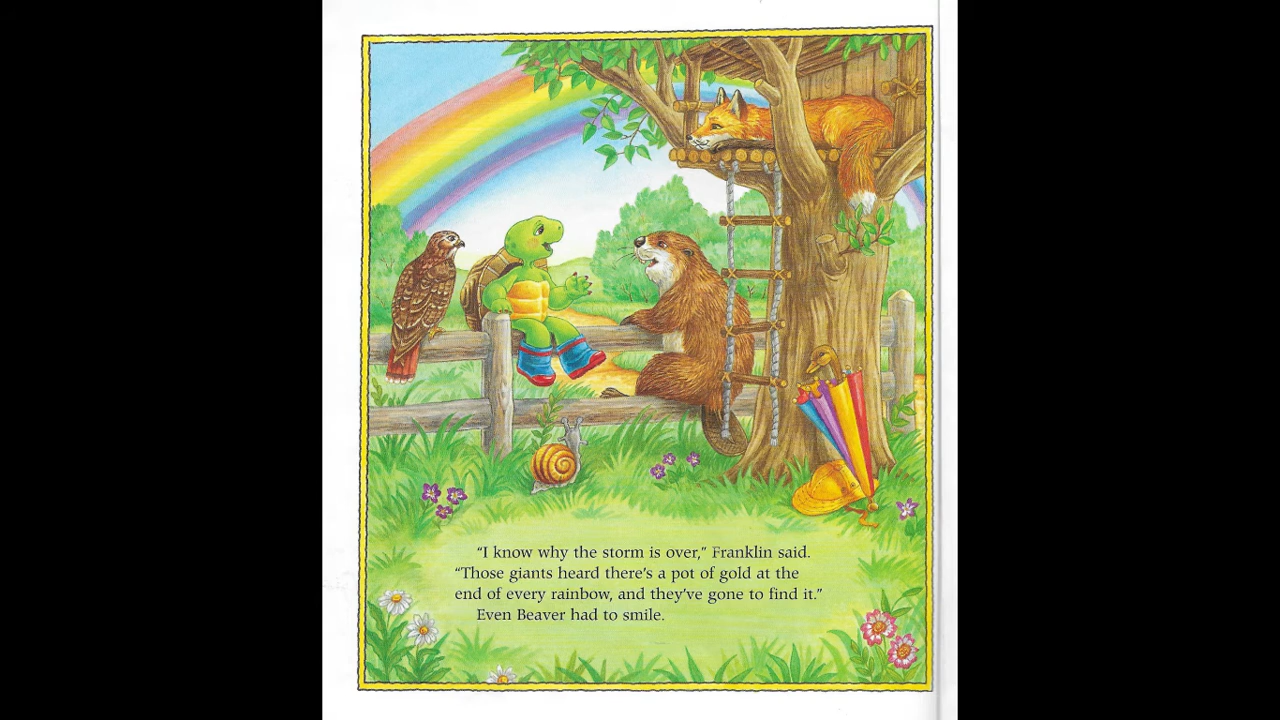 “I know why the storm is over,” Franklin said.
“Those giants heard there’s a pot of gold at the
end of every rainbow, and they’ve gone to find it.”
Even Beaver had to smile.